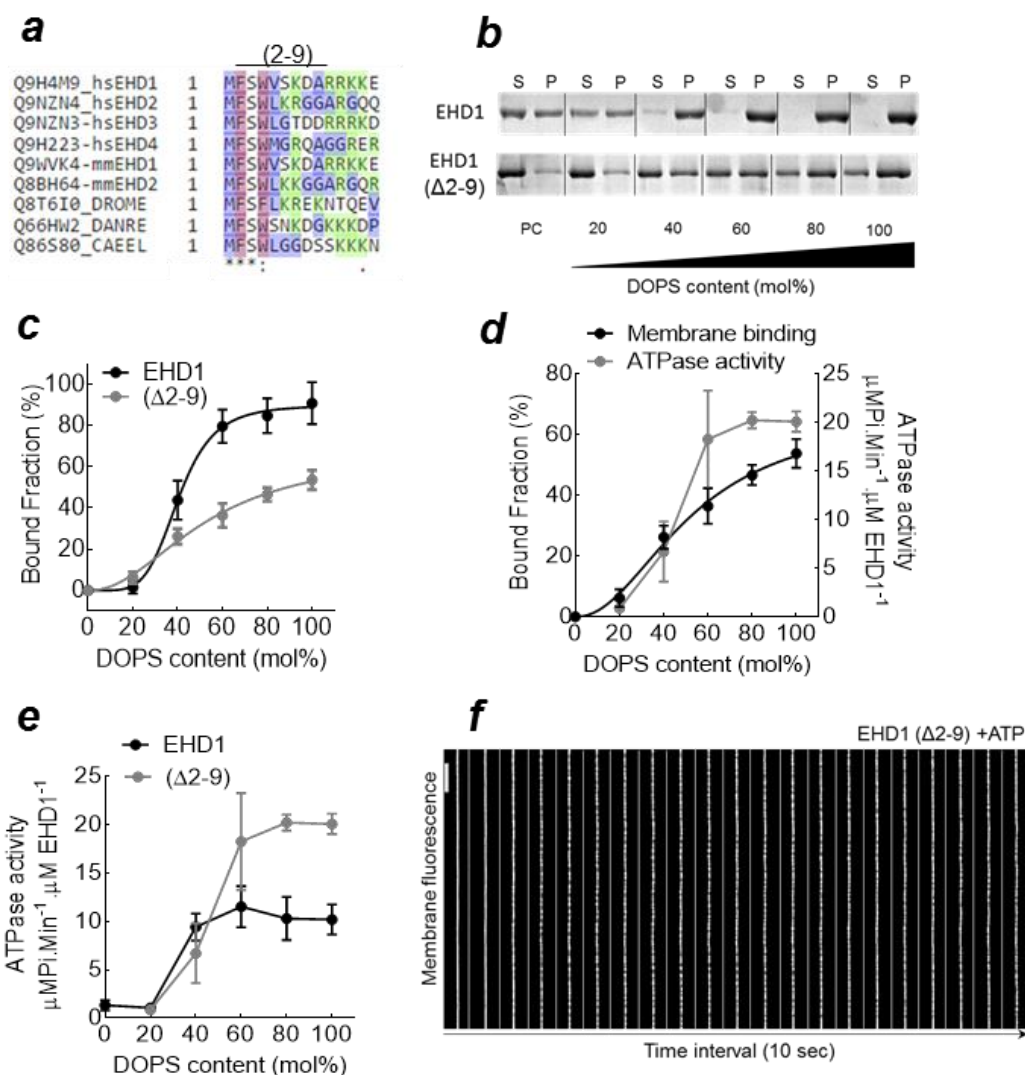 a
(2-9)
Q9H4M9_hsEHD1 1 MFSWVSKDARRKKE
Q9NZN4_hsEHD2 1 MFSWLKRGGARGQQ
Q9NZN3-hsEHD3 1 MFSWLGTDDRRRKD
Q9H223-hsEHD4 1 MFSWMGRQAGGRER
Q9WVK4-mmEHD1 1 MFSWVSKDARRKKE
Q8BH64-mmEHD2 1 MFSWLKKGGARGQR
Q8T6I0_DROME 1 MFSFLKREKNTQEV
Q66HW2_DANRE 1 MFSWSNKDGKKKDP
Q86S80_CAEEL 1 MFSWLGGDSSKKKN
***: .
b
S P S P S P S P S P S P
EHD1
EHD1
(Δ2-9)
PC 20 40 60 80 100
DOPS content (mol%)
c
EHD1
(Δ2-9)
100
80
60
40
20
0
Bound Fraction (%)
0 20 40 60 80 100
DOPS content (mol%)
d
Membrane binding
ATPase activity
80
60
40
20
0
Bound Fraction (%)
25
20
15
10
5
0
ATPase activity
µMPi.Min⁻¹.µM EHD1⁻¹
0 20 40 60 80 100
DOPS content (mol%)
e
EHD1
(Δ2-9)
25
20
15
10
5
0
ATPase activity
µMPi.Min⁻¹.µM EHD1⁻¹
0 20 40 60 80 100
DOPS content (mol%)
f
EHD1 (Δ2-9) +ATP
Membrane fluorescence
Time interval (10 sec)